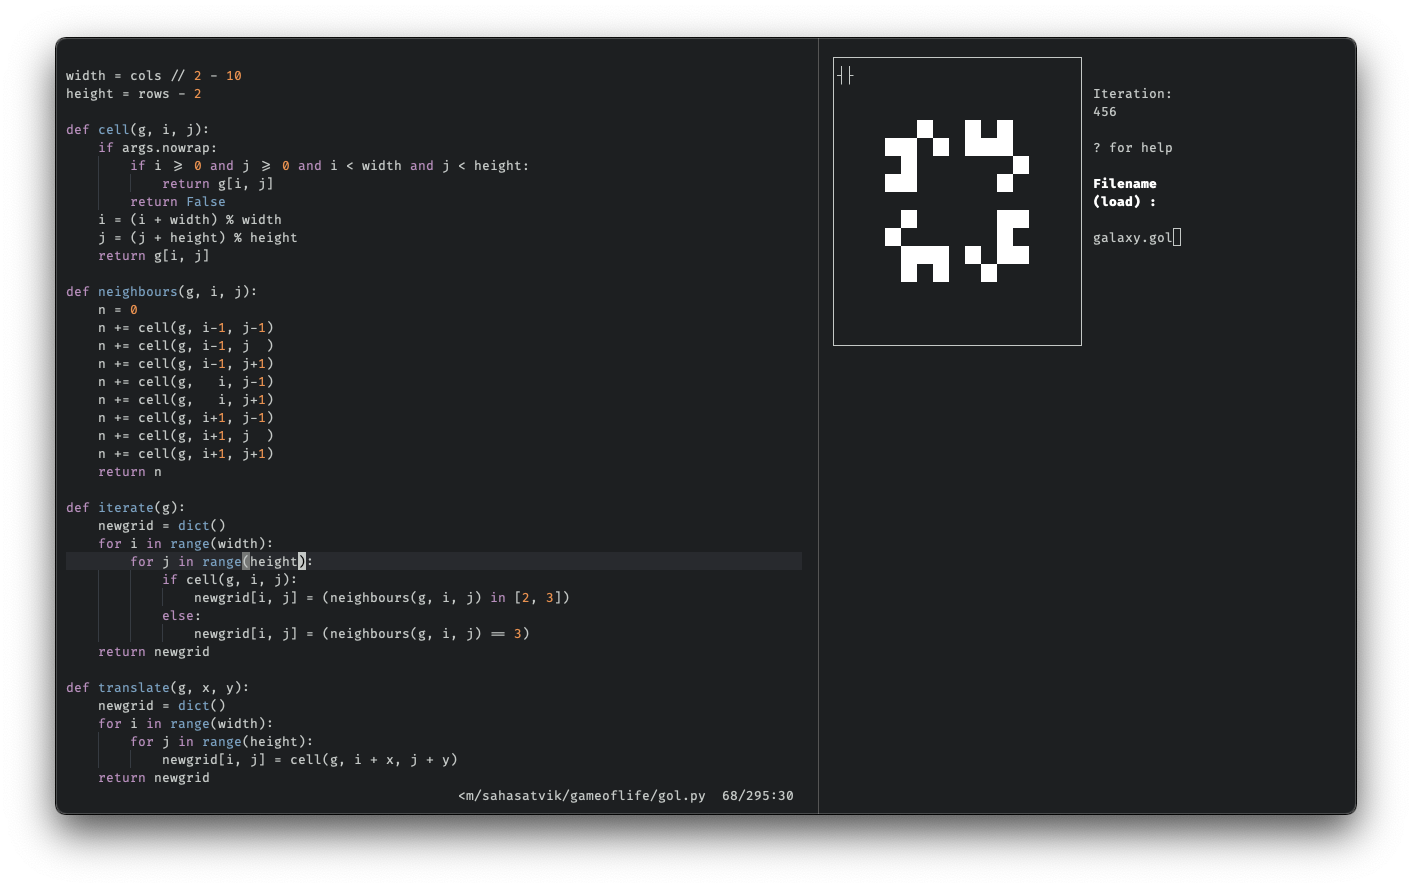 width = cols // 2 - 10
height = rows - 2
def cell(g, i, j):
    if args.nowrap:
        if i >= 0 and j >= 0 and i < width and j < height:
            return g[i, j]
        return False
    i = (i + width) % width
    j = (j + height) % height
    return g[i, j]
def neighbours(g, i, j):
    n = 0
    n += cell(g, i-1, j-1)
    n += cell(g, i-1, j  )
    n += cell(g, i-1, j+1)
    n += cell(g,   i, j-1)
    n += cell(g,   i, j+1)
    n += cell(g, i+1, j-1)
    n += cell(g, i+1, j  )
    n += cell(g, i+1, j+1)
    return n
def iterate(g):
    newgrid = dict()
    for i in range(width):
        for j in range(height):
            if cell(g, i, j):
                newgrid[i, j] = (neighbours(g, i, j) in [2, 3])
            else:
                newgrid[i, j] = (neighbours(g, i, j) == 3)
    return newgrid
def translate(g, x, y):
    newgrid = dict()
    for i in range(width):
        for j in range(height):
            newgrid[i, j] = cell(g, i + x, j + y)
    return newgrid
<m/sahasatvik/gameoflife/gol.py  68/295:30
Iteration:
456
? for help
Filename
(load) :
galaxy.gol